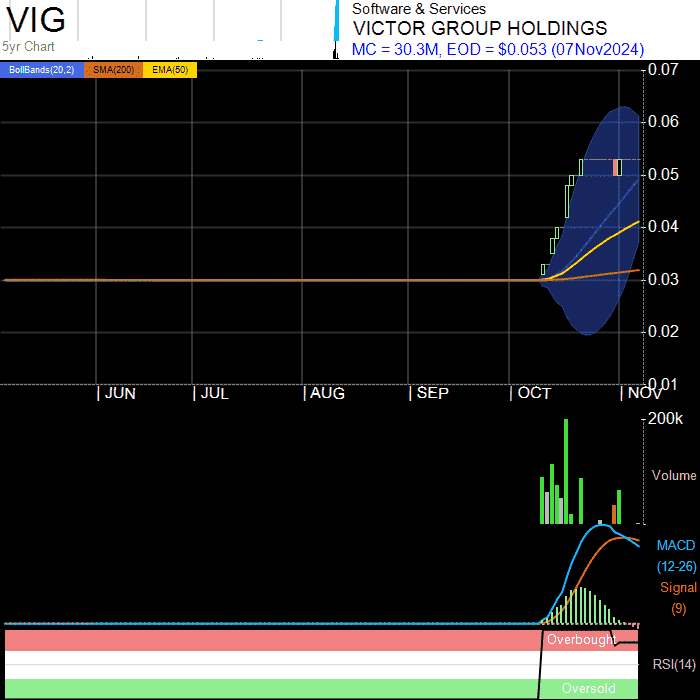 VIG
Software & Services
VICTOR GROUP HOLDINGS
5yr Chart
MC = 30.3M, EOD = $0.053 (07Nov2024)
BollBands(20,2) SMA(200) EMA(50)
0.07
0.06
0.05
0.04
0.03
0.02
0.01
JUN JUL AUG SEP OCT NOV
200k
Volume
MACD
(12-26)
Signal
(9)
Overbought
RSI(14)
Oversold